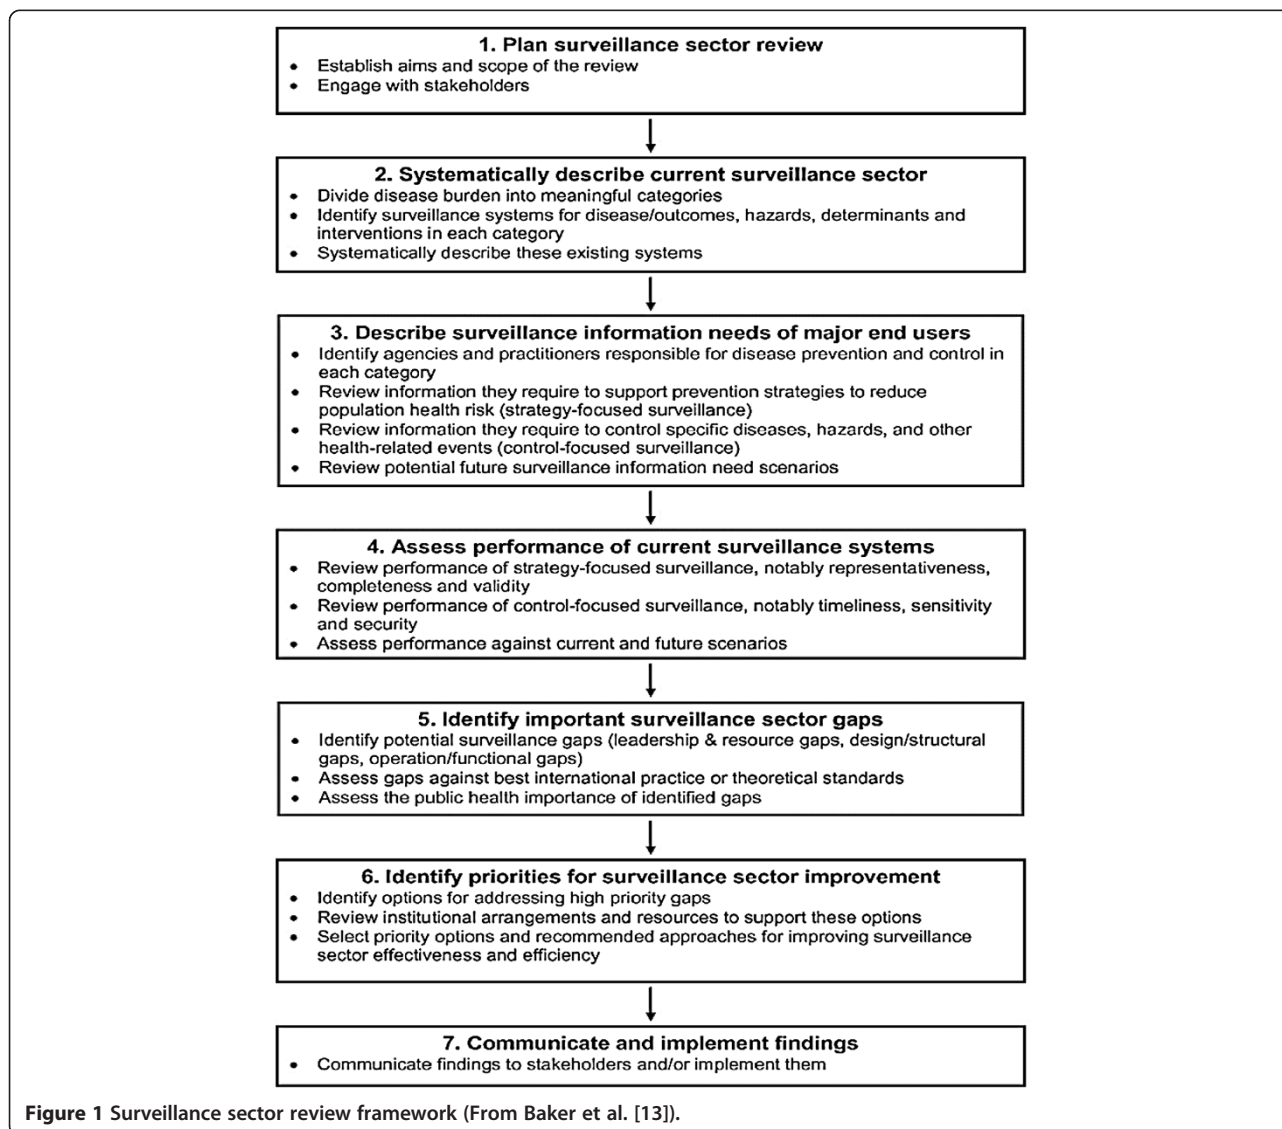 1. Plan surveillance sector review
• Establish aims and scope of the review
• Engage with stakeholders
2. Systematically describe current surveillance sector
• Divide disease burden into meaningful categories
• Identify surveillance systems for disease/outcomes, hazards, determinants and
interventions in each category
• Systematically describe these existing systems
3. Describe surveillance information needs of major end users
• Identify agencies and practitioners responsible for disease prevention and control in
each category
• Review information they require to support prevention strategies to reduce
population health risk (strategy-focused surveillance)
• Review information they require to control specific diseases, hazards, and other
health-related events (control-focused surveillance)
• Review potential future surveillance information need scenarios
4. Assess performance of current surveillance systems
• Review performance of strategy-focused surveillance, notably representativeness,
completeness and validity
• Review performance of control-focused surveillance, notably timeliness, sensitivity
and security
• Assess performance against current and future scenarios
5. Identify important surveillance sector gaps
• Identify potential surveillance gaps (leadership & resource gaps, design/structural
gaps, operation/functional gaps)
• Assess gaps against best international practice or theoretical standards
• Assess the public health importance of identified gaps
6. Identify priorities for surveillance sector improvement
• Identify options for addressing high priority gaps
• Review institutional arrangements and resources to support these options
• Select priority options and recommended approaches for improving surveillance
sector effectiveness and efficiency
7. Communicate and implement findings
• Communicate findings to stakeholders and/or implement them
Figure 1 Surveillance sector review framework (From Baker et al. [13]).